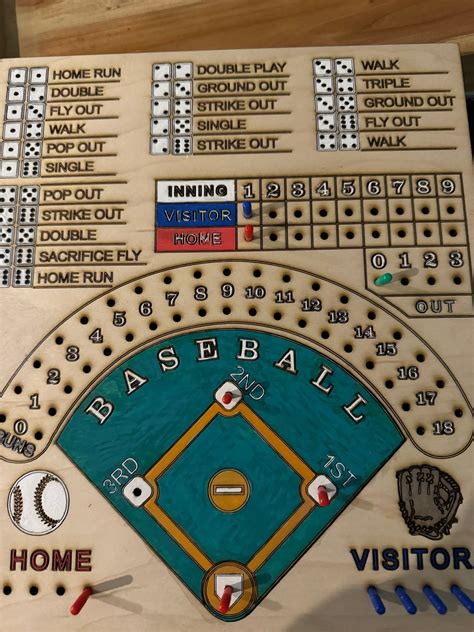 HOME RUN
DOUBLE
FLY OUT
WALK
POP OUT
SINGLE
POP OUT
STRIKE OUT
DOUBLE
SACRIFICE FLY
HOME RUN
DOUBLE PLAY
GROUND OUT
STRIKE OUT
SINGLE
STRIKE OUT
WALK
TRIPLE
GROUND OUT
FLY OUT
WALK
INNING 1 2 3 4 5 6 7 8 9
VISITOR
HOME
0 1 2 3
OUT
0 1 2 3 4 5 6 7 8 9 10 11 12 13 14 15 16 17 18
RUNS
BASEBALL
2ND
3RD
1ST
HOME
VISITOR